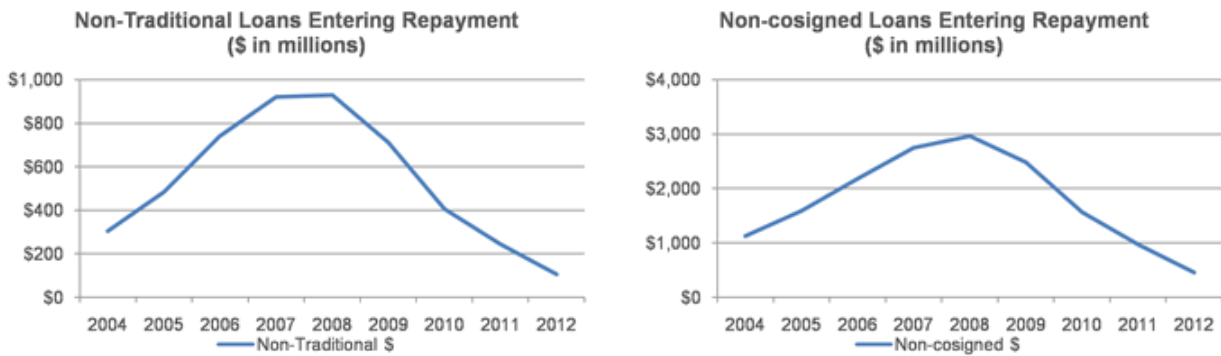 Non-Traditional Loans Entering Repayment
($ in millions)
$1,000
$800
$600
$400
$200
$0
2004 2005 2006 2007 2008 2009 2010 2011 2012
Non-Traditional $
Non-cosigned Loans Entering Repayment
($ in millions)
$4,000
$3,000
$2,000
$1,000
$0
2004 2005 2006 2007 2008 2009 2010 2011 2012
Non-cosigned $